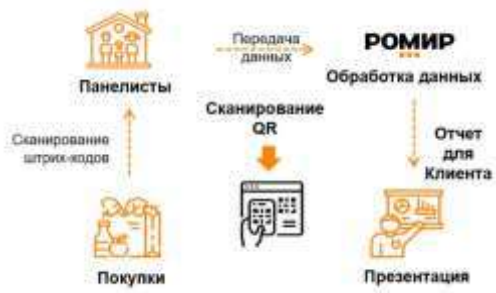 Панелисты
Передача
данных
РОМИР
Обработка данных
Сканирование
штрих-кодов
Сканирование
QR
Отчет
для
Клиента
Покупки
Презентация